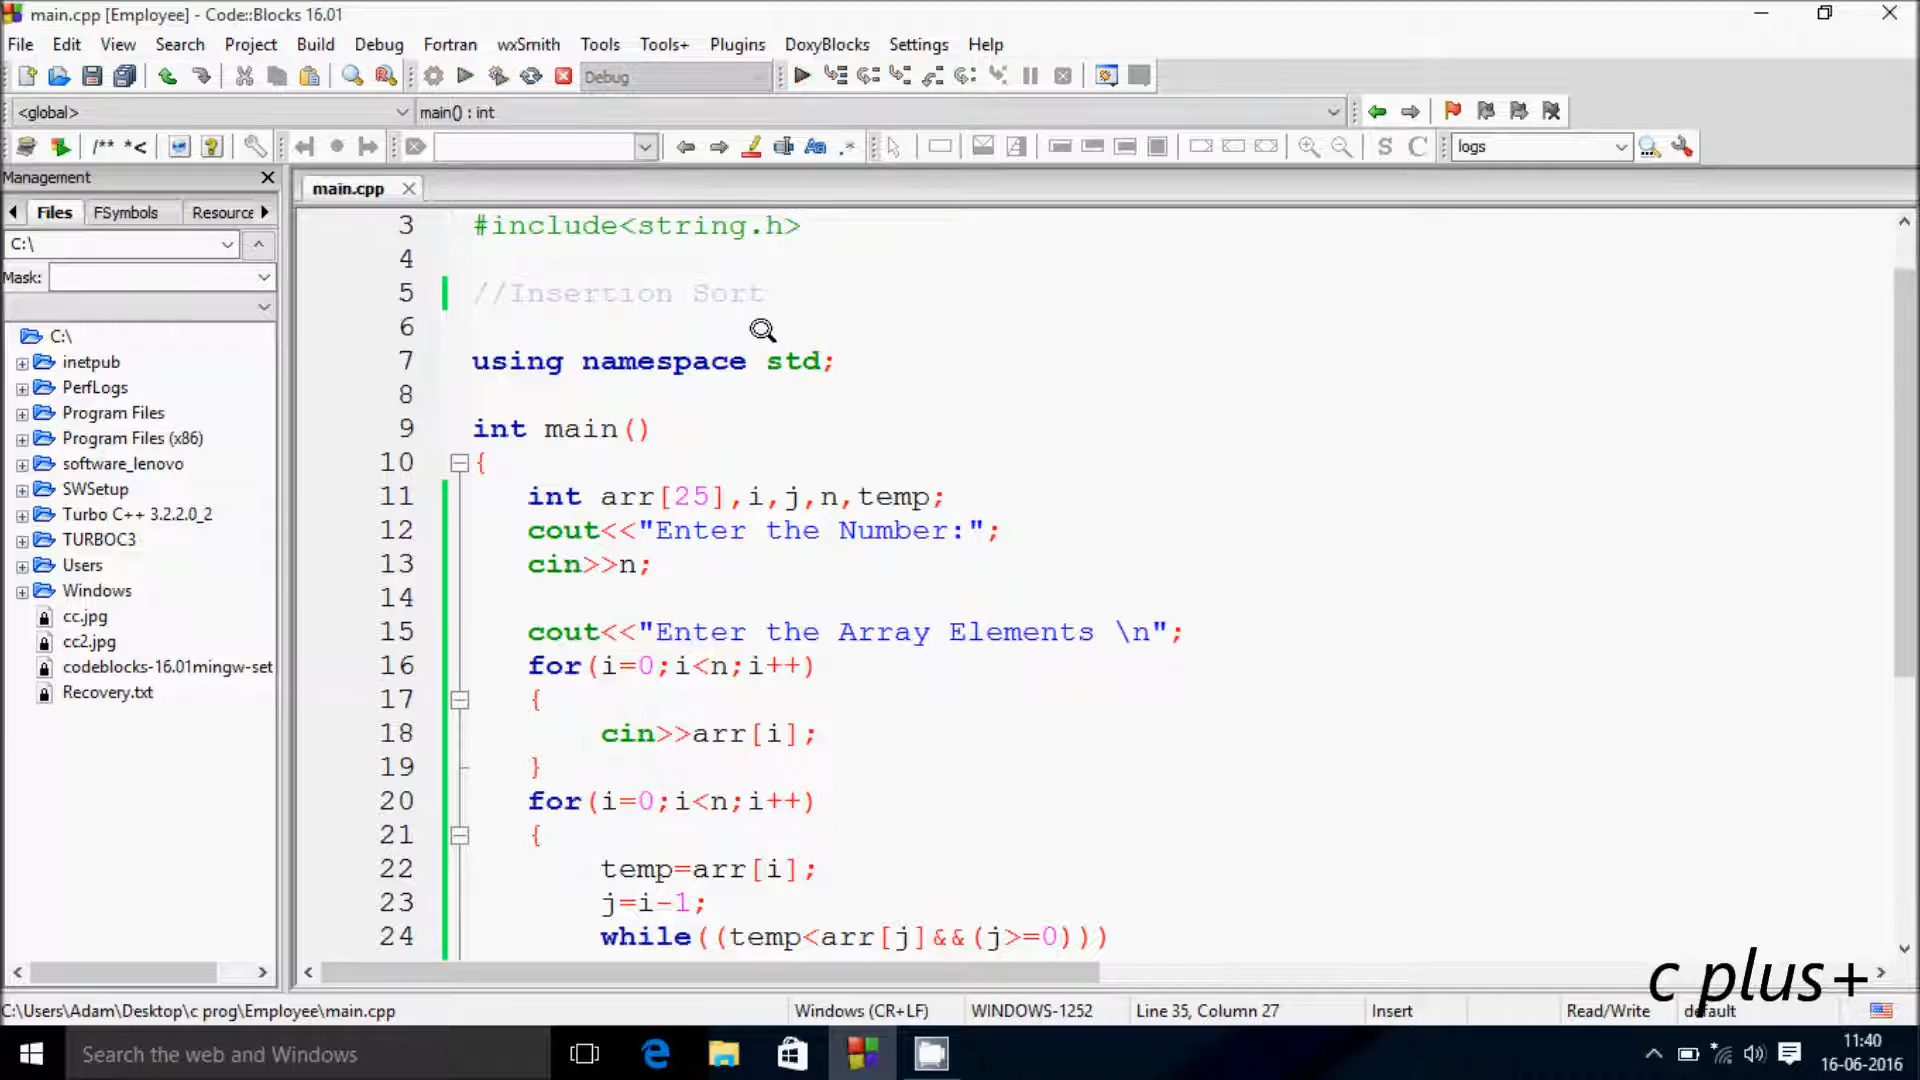 main.cpp [Employee] - Code::Blocks 16.01
File Edit View Search Project Build Debug Fortran wxSmith Tools Tools+ Plugins DoxyBlocks Settings Help
Debug
<global> main() : int
/** *< .* S C logs
Management
main.cpp
Files FSymbols Resource
C:\
Mask:
C:\
inetpub
PerfLogs
Program Files
Program Files (x86)
software_lenovo
SWSetup
Turbo C++ 3.2.2.0_2
TURBOC3
Users
Windows
cc.jpg
cc2.jpg
codeblocks-16.01mingw-set
Recovery.txt
3 #include<string.h>
4
5 //Insertion Sort
6
7 using namespace std;
8
9 int main()
10 {
11 int arr[25],i,j,n,temp;
12 cout<<"Enter the Number:";
13 cin>>n;
14
15 cout<<"Enter the Array Elements \n";
16 for(i=0;i<n;i++)
17 {
18 cin>>arr[i];
19 }
20 for(i=0;i<n;i++)
21 {
22 temp=arr[i];
23 j=i-1;
24 while((temp<arr[j]&&(j>=0)))
c plus+
C:\Users\Adam\Desktop\c prog\Employee\main.cpp Windows (CR+LF) WINDOWS-1252 Line 35, Column 27 Insert Read/Write default
Search the web and Windows
11:40
16-06-2016